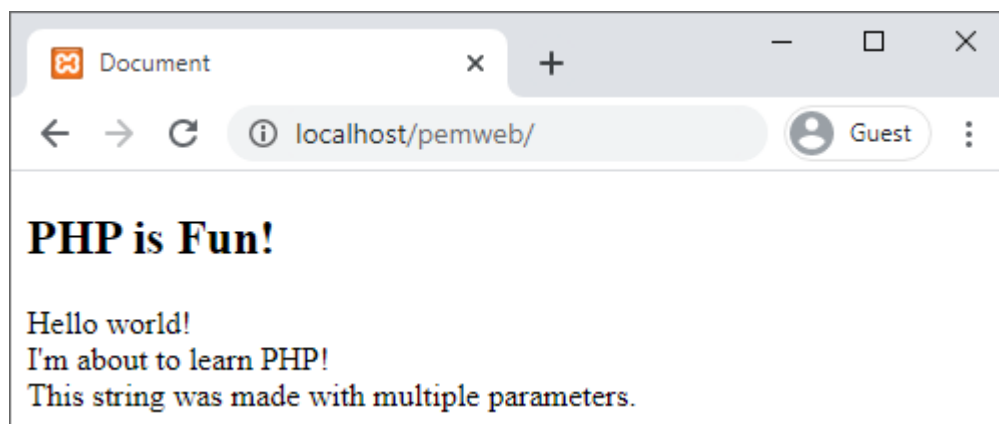 Document
localhost/pemweb/
Guest
PHP is Fun!
Hello world!
I'm about to learn PHP!
This string was made with multiple parameters.